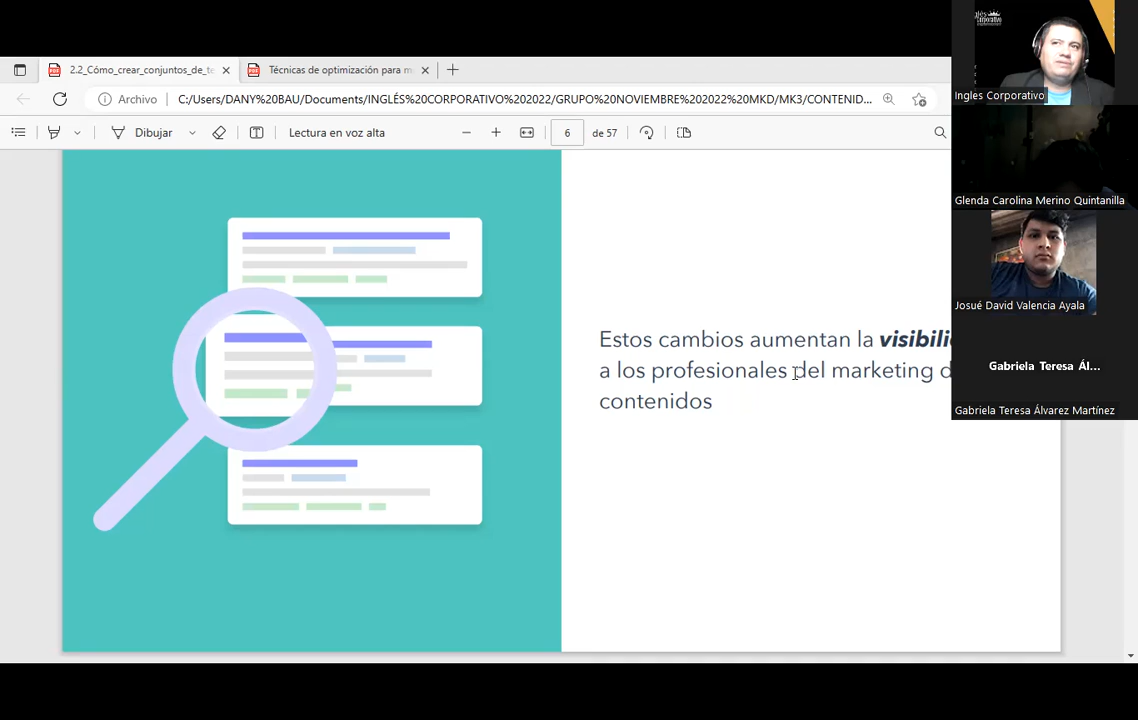 2.2_Cómo_crear_conjuntos_de_te
Técnicas de optimización para m
Archivo
C:/Users/DANY%20BAU/Documents/INGLÉS%20CORPORATIVO%202022/GRUPO%20NOVIEMBRE%202022%20MKD/MK3/CONTENID...
Dibujar
Lectura en voz alta
6
de 57
Estos cambios aumentan la visibili
a los profesionales del marketing d
contenidos
Ingles Corporativo
Glenda Carolina Merino Quintanilla
Josué David Valencia Ayala
Gabriela Teresa Ál...
Gabriela Teresa Álvarez Martínez